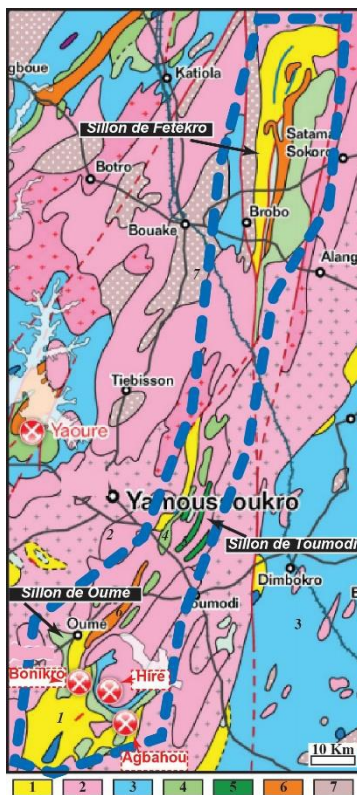 gboue
Katiola
Sillon de Fetekro
Satama
Sokoro
Botro
Brobo
Bouake
Alang
7
Tiebisson
Yaoure
Yamoussoukro
2
4
5
Sillon de Toumodi
Sillon de Oumé
Dimbokro
oumodi
6
Oumé
3
Bonikro
Hiré
1
Agbahou
10 Km
1 2 3 4 5 6 7